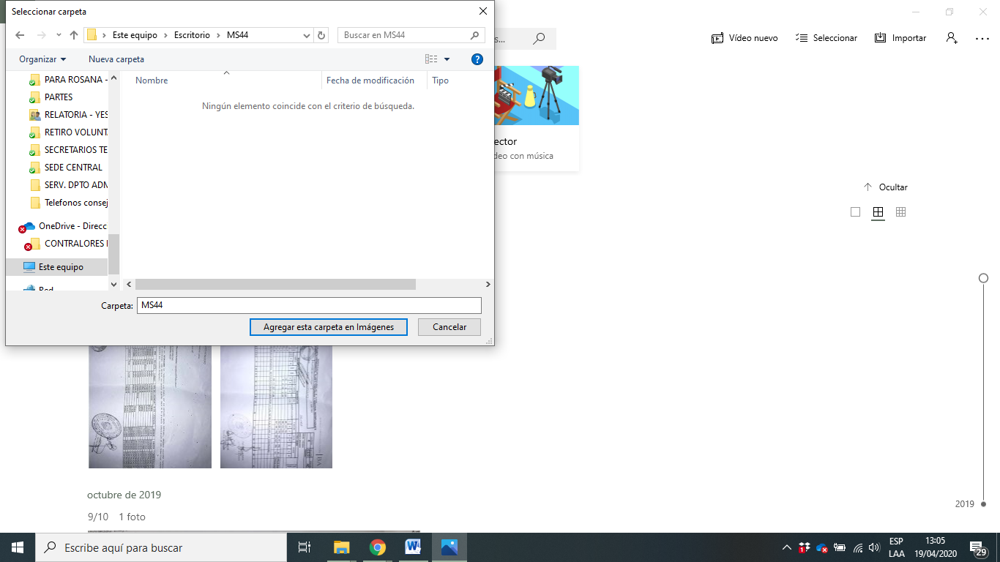 Seleccionar carpeta
Este equipo > Escritorio > MS44
Buscar en MS44
Organizar
Nueva carpeta
PARA ROSANA -
PARTES
RELATORIA - YES
RETIRO VOLUNT
SECRETARIOS TE
SEDE CENTRAL
SERV. DPTO ADM
Telefonos consej
OneDrive - Direcc
CONTRALORES
Este equipo
Red
Nombre
Fecha de modificación
Tipo
Ningún elemento coincide con el criterio de búsqueda.
Carpeta: MS44
Agregar esta carpeta en Imágenes
Cancelar
s...
Vídeo nuevo
Seleccionar
Importar
ector
deo con música
Ocultar
2019
octubre de 2019
9/10 1 foto
Escribe aquí para buscar
ESP
LAA
13:05
19/04/2020
29